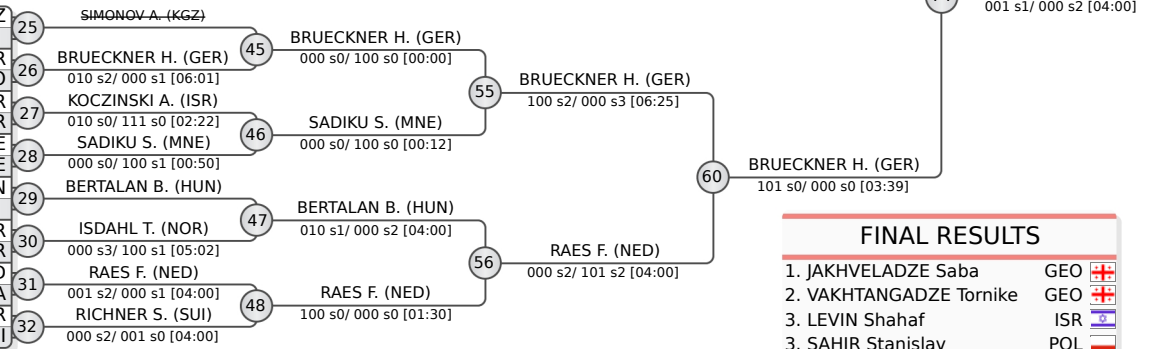 001 s1/ 000 s2 [04:00]
25
SIMONOV A. (KGZ)
45
BRUECKNER H. (GER)
000 s0/ 100 s0 [00:00]
26
BRUECKNER H. (GER)
010 s2/ 000 s1 [06:01]
55
BRUECKNER H. (GER)
100 s2/ 000 s3 [06:25]
27
KOCZINSKI A. (ISR)
010 s0/ 111 s0 [02:22]
46
SADIKU S. (MNE)
000 s0/ 100 s0 [00:12]
28
SADIKU S. (MNE)
000 s0/ 100 s1 [00:50]
60
BRUECKNER H. (GER)
101 s0/ 000 s0 [03:39]
29
BERTALAN B. (HUN)
47
BERTALAN B. (HUN)
010 s1/ 000 s2 [04:00]
30
ISDAHL T. (NOR)
000 s3/ 100 s1 [05:02]
56
RAES F. (NED)
000 s2/ 101 s2 [04:00]
31
RAES F. (NED)
001 s2/ 000 s1 [04:00]
48
RAES F. (NED)
100 s0/ 000 s0 [01:30]
32
RICHNER S. (SUI)
000 s2/ 001 s0 [04:00]
FINAL RESULTS
1. JAKHVELADZE Saba GEO
2. VAKHTANGADZE Tornike GEO
3. LEVIN Shahaf ISR
3. SAHIR Stanislav POL